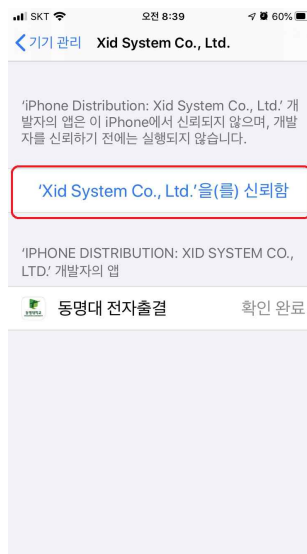 SKT 오전 8:39 60%
기기 관리 Xid System Co., Ltd.
‘iPhone Distribution: Xid System Co., Ltd.’ 개
발자의 앱은 이 iPhone에서 신뢰되지 않으며, 개발
자를 신뢰하기 전에는 실행되지 않습니다.
‘Xid System Co., Ltd.’을(를) 신뢰함
‘IPHONE DISTRIBUTION: XID SYSTEM CO.,
LTD.’ 개발자의 앱
동명대 전자출결 확인 완료